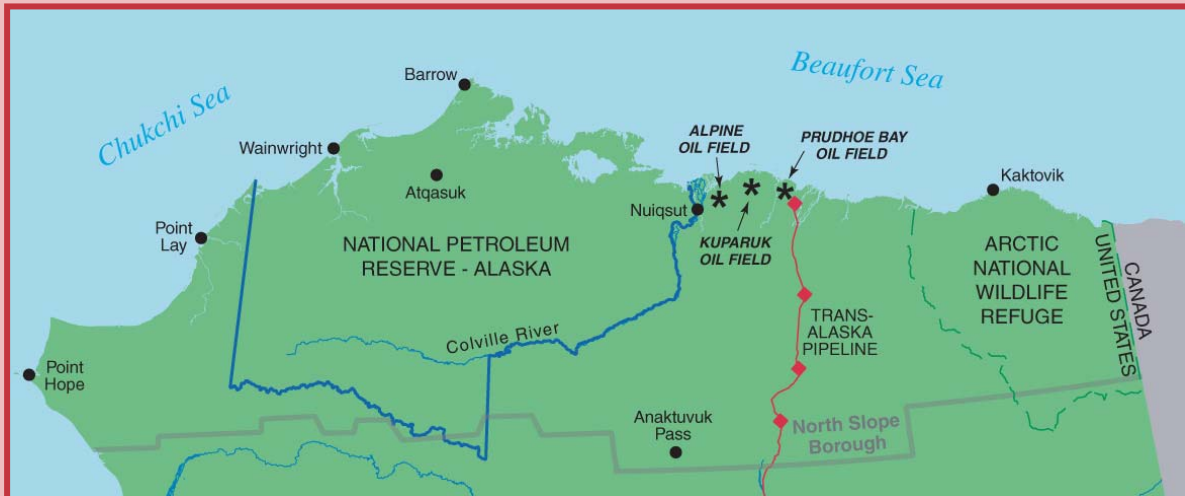 Beaufort Sea
Chukchi Sea
Barrow
Wainwright
Atqasuk
ALPINE
OIL FIELD
PRUDHOE BAY
OIL FIELD
Kaktovik
Nuiqsut
KUPARUK
OIL FIELD
Point
Lay
NATIONAL PETROLEUM
RESERVE - ALASKA
ARCTIC
NATIONAL
WILDLIFE
REFUGE
CANADA
UNITED STATES
TRANS-
ALASKA
PIPELINE
Colville River
Point
Hope
Anaktuvuk
Pass
North Slope
Borough